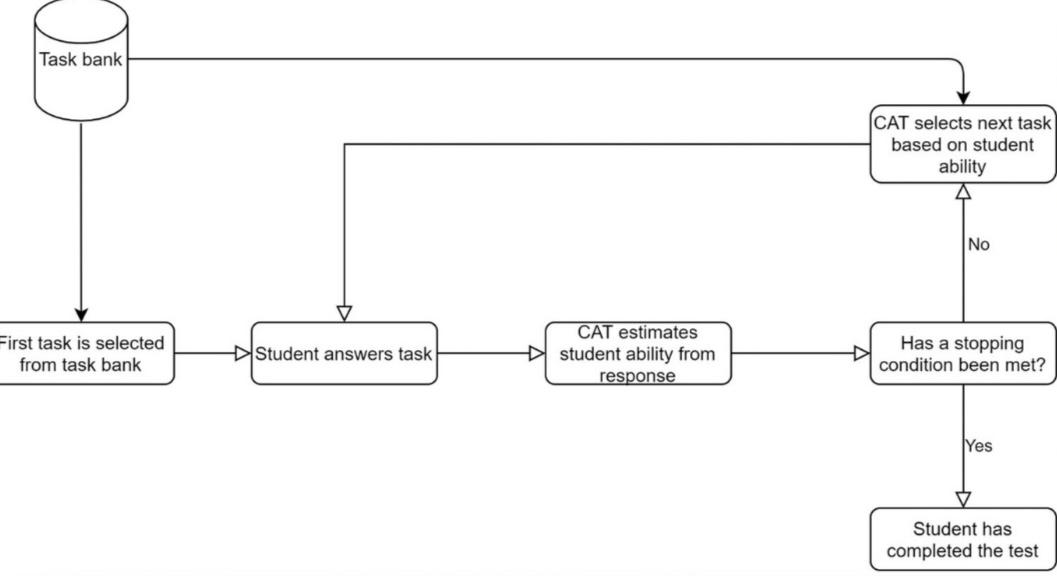 Task bank
CAT selects next task
based on student
ability
No
First task is selected
from task bank
Student answers task
CAT estimates
student ability from
response
Has a stopping
condition been met?
Yes
Student has
completed the test